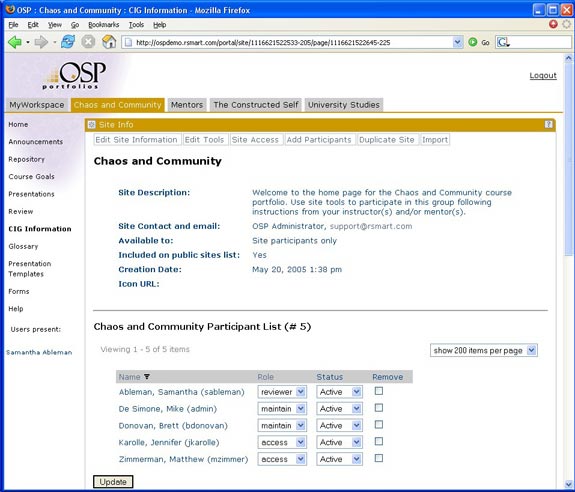 OSP : Chaos and Community : CIG Information - Mozilla Firefox
File Edit View Go Bookmarks Tools Help
http://ospdemo.rsmart.com/portal/site/1116621522533-205/page/1116621522645-225 Go
OSP
portfolios
Logout
MyWorkspace Chaos and Community Mentors The Constructed Self University Studies
Home
Announcements
Repository
Course Goals
Presentations
Review
CIG Information
Glossary
Presentation
Templates
Forms
Help
Users present:
Samantha Ableman
Site Info ?
Edit Site Information Edit Tools Site Access Add Participants Duplicate Site Import
Chaos and Community
Site Description: Welcome to the home page for the Chaos and Community course
portfolio. Use site tools to participate in this group following
instructions from your instructor(s) and/or mentor(s).
Site Contact and email: OSP Administrator, support@rsmart.com
Available to: Site participants only
Included on public sites list: Yes
Creation Date: May 20, 2005 1:38 pm
Icon URL:
Chaos and Community Participant List (# 5)
Viewing 1 - 5 of 5 items show 200 items per page
Name Role Status Remove
Ableman, Samantha (sableman) reviewer Active
De Simone, Mike (admin) maintain Active
Donovan, Brett (bdonovan) maintain Active
Karolle, Jennifer (jkarolle) access Active
Zimmerman, Matthew (mzimmer) access Active
Update